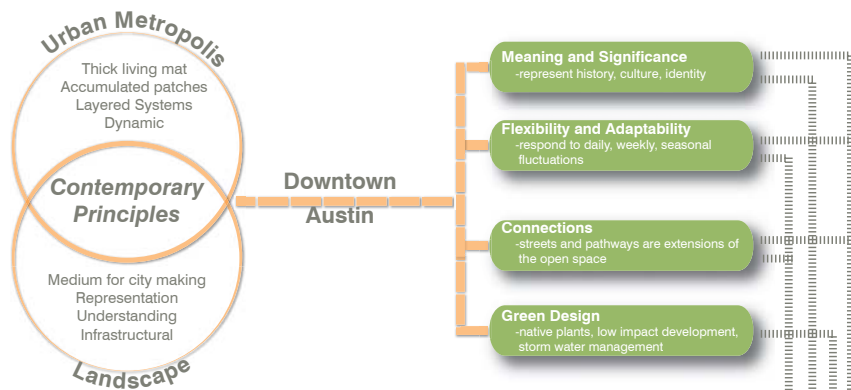 Urban Metropolis
Thick living mat
Accumulated patches
Layered Systems
Dynamic
Contemporary
Principles
Medium for city making
Representation
Understanding
Infrastructural
Landscape
Downtown
Austin
Meaning and Significance
-represent history, culture, identity
Flexibility and Adaptability
-respond to daily, weekly, seasonal
fluctuations
Connections
-streets and pathways are extensions of
the open space
Green Design
-native plants, low impact development,
storm water management